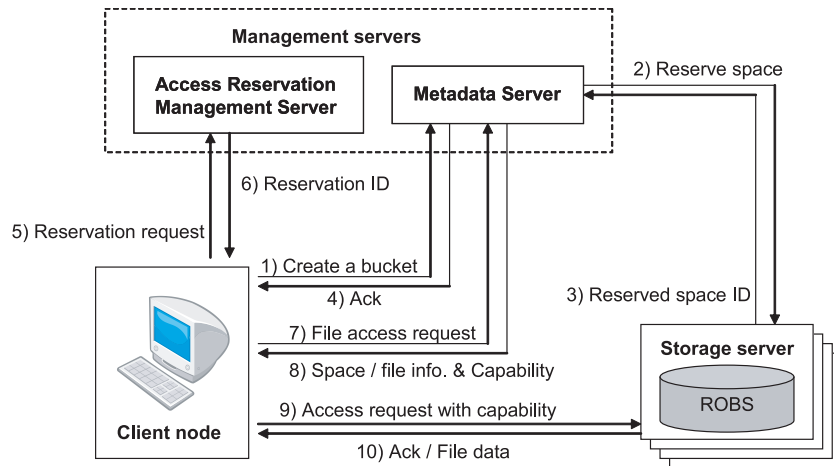 Management servers
Access Reservation
Management Server
Metadata Server
2) Reserve space
6) Reservation ID
5) Reservation request
1) Create a bucket
4) Ack
3) Reserved space ID
7) File access request
8) Space / file info. & Capability
Storage server
ROBS
9) Access request with capability
Client node
10) Ack / File data